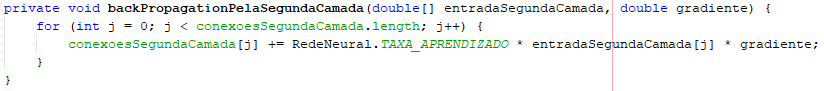 private void backPropagationPelaSegundaCamada(double[] entradaSegundaCamada, double gradiente) {
for (int j = 0; j < conexoesSegundaCamada.length; j++) {
conexoesSegundaCamada[j] += RedeNeural.TAXA_APRENDIZADO * entradaSegundaCamada[j] * gradiente;
}
}